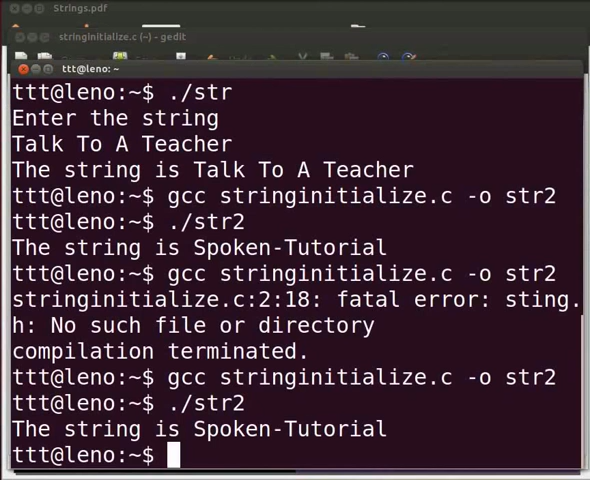 Strings.pdf
stringinitialize.c (~) - gedit
ttt@leno: ~
ttt@leno:~$ ./str
Enter the string
Talk To A Teacher
The string is Talk To A Teacher
ttt@leno:~$ gcc stringinitialize.c -o str2
ttt@leno:~$ ./str2
The string is Spoken-Tutorial
ttt@leno:~$ gcc stringinitialize.c -o str2
stringinitialize.c:2:18: fatal error: sting.
h: No such file or directory
compilation terminated.
ttt@leno:~$ gcc stringinitialize.c -o str2
ttt@leno:~$ ./str2
The string is Spoken-Tutorial
ttt@leno:~$